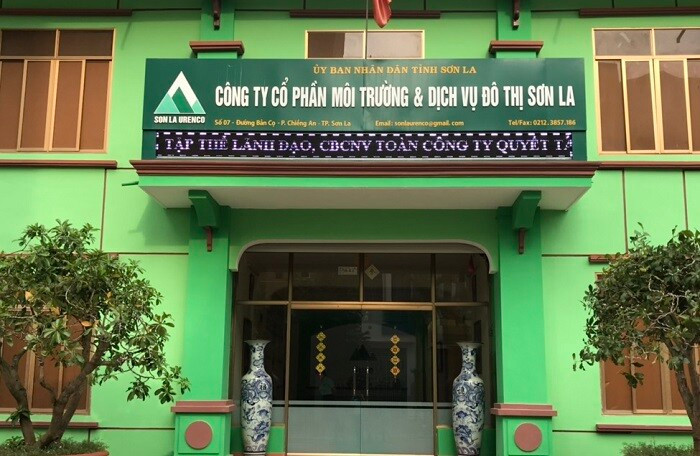 ỦY BAN NHÂN DÂN TỈNH SƠN LA
CÔNG TY CỔ PHẦN MÔI TRƯỜNG & DỊCH VỤ ĐÔ THỊ SƠN LA
SON LA URENCO
Số 07 - Đường Bản Cọ - P. Chiềng An - TP. Sơn La Email: sonlaurenco@gmail.com Tel/Fax: 0212.3857.186
TẬP THỂ LÃNH ĐẠO, CBCNV TOÀN CÔNG TY QUYẾT